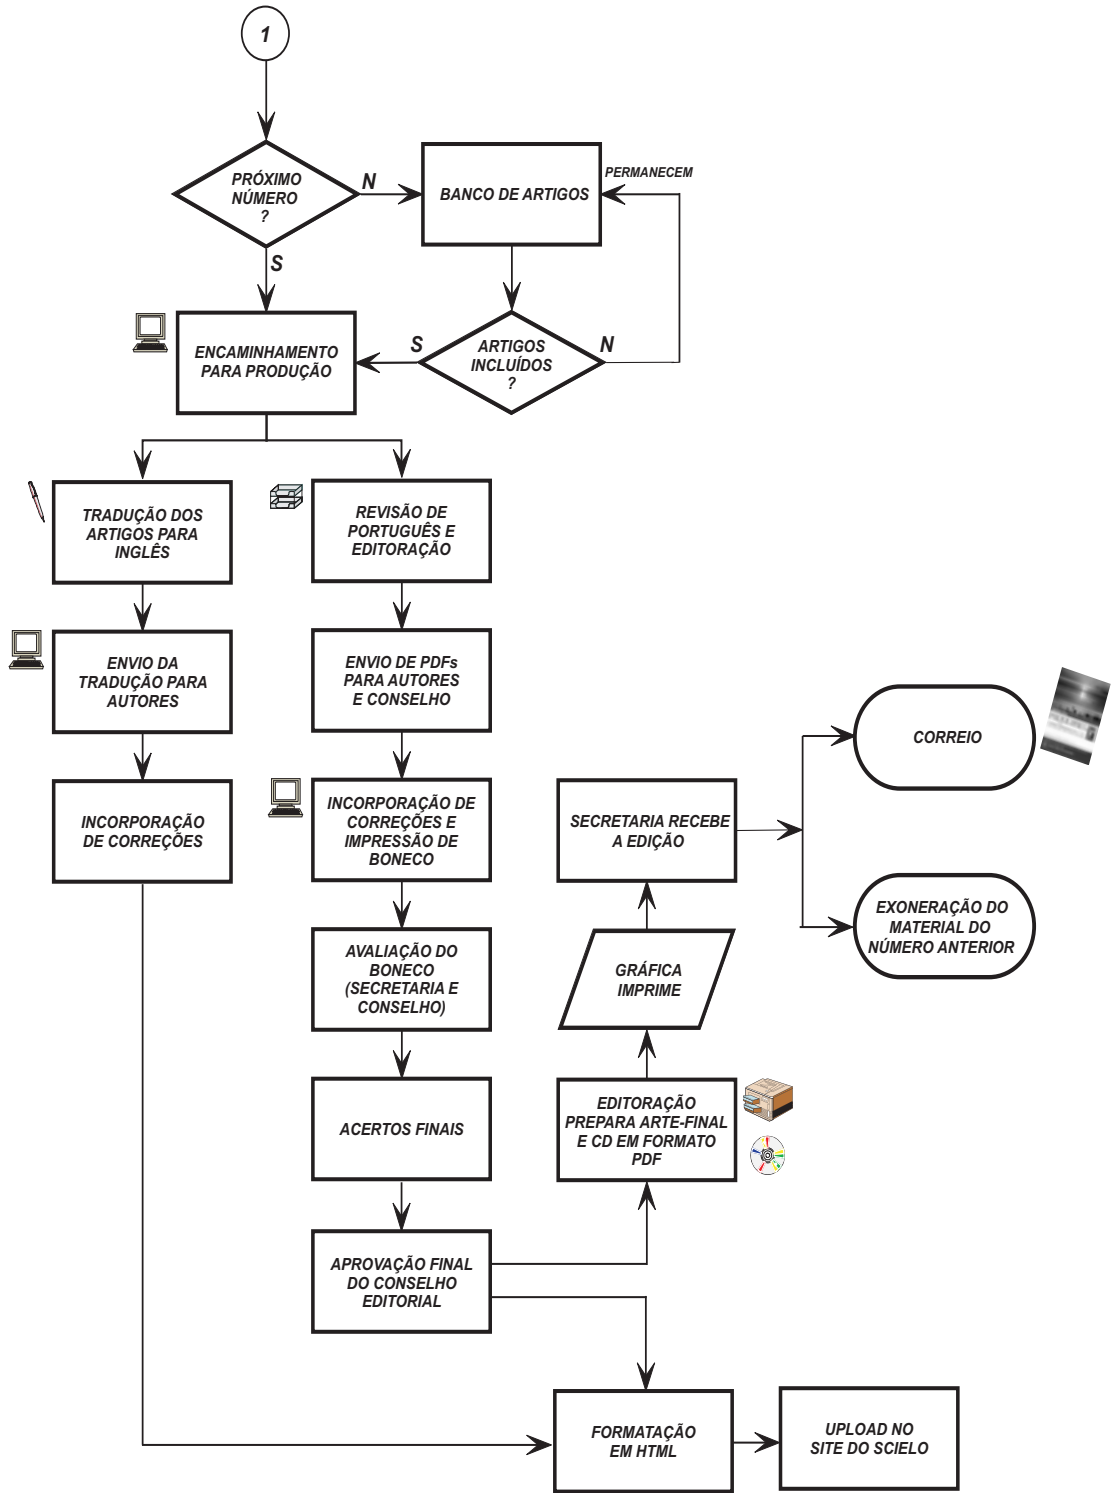 1
PRÓXIMO
NÚMERO
?
N
S
BANCO DE ARTIGOS
PERMANECEM
ARTIGOS
INCLUÍDOS
?
S
N
ENCAMINHAMENTO
PARA PRODUÇÃO
TRADUÇÃO DOS
ARTIGOS PARA
INGLÊS
REVISÃO DE
PORTUGUÊS E
EDITORAÇÃO
ENVIO DA
TRADUÇÃO PARA
AUTORES
ENVIO DE PDFs
PARA AUTORES
E CONSELHO
INCORPORAÇÃO
DE CORREÇÕES
INCORPORAÇÃO DE
CORREÇÕES E
IMPRESSÃO DE
BONECO
AVALIAÇÃO DO
BONECO
(SECRETARIA E
CONSELHO)
ACERTOS FINAIS
APROVAÇÃO FINAL
DO CONSELHO
EDITORIAL
EDITORAÇÃO
PREPARA ARTE-FINAL
E CD EM FORMATO
PDF
GRÁFICA
IMPRIME
SECRETARIA RECEBE
A EDIÇÃO
CORREIO
EXONERAÇÃO DO
MATERIAL DO
NÚMERO ANTERIOR
FORMATAÇÃO
EM HTML
UPLOAD NO
SITE DO SCIELO